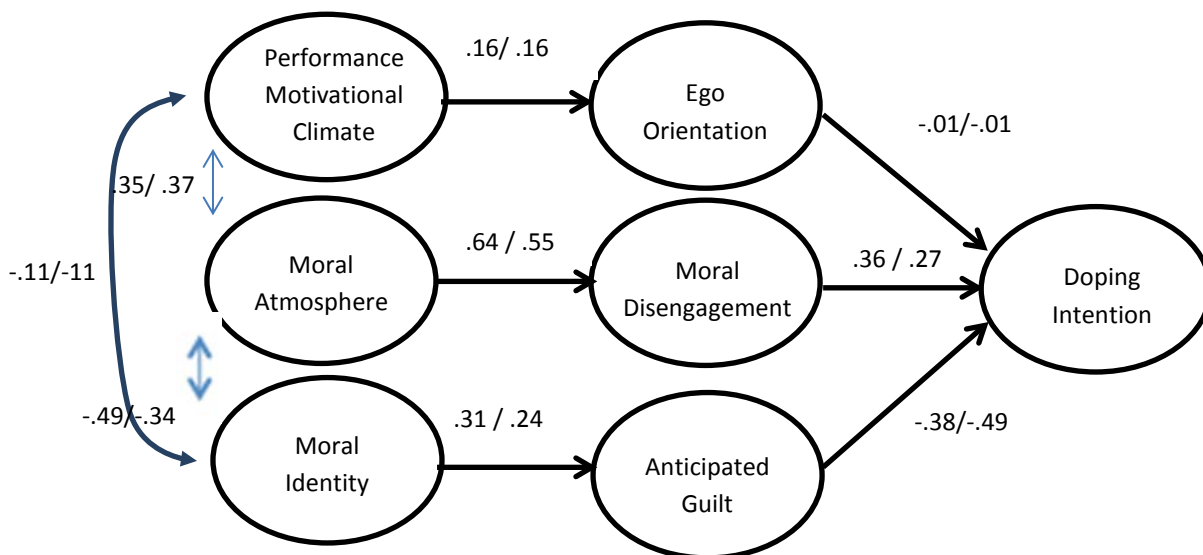 Performance
Motivational
Climate
.16/ .16
Ego
Orientation
-.01/-.01
.35/ .37
Moral
Atmosphere
.64 / .55
Moral
Disengagement
.36 / .27
Doping
Intention
-.11/-11
-.49/-.34
Moral
Identity
.31 / .24
Anticipated
Guilt
-.38/-.49